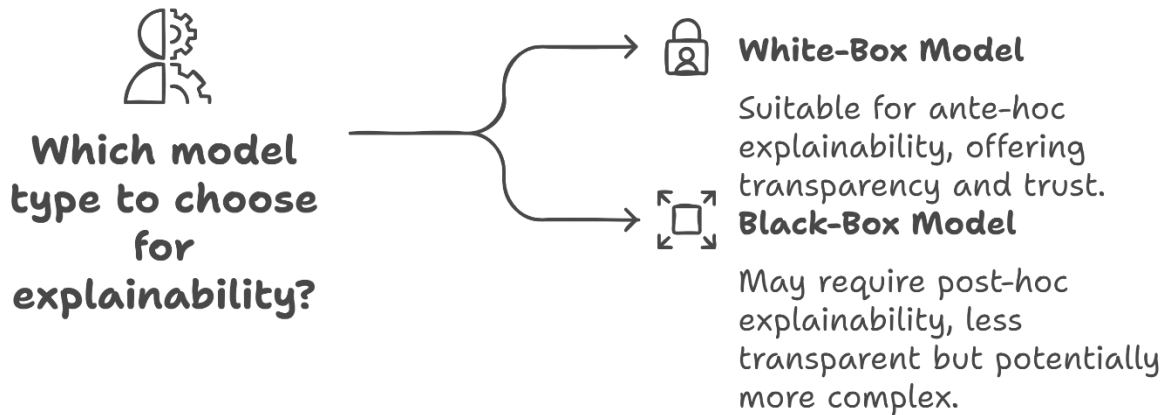 Which model
type to choose
for
explainability?
White-Box Model
Suitable for ante-hoc
explainability, offering
transparency and trust.
Black-Box Model
May require post-hoc
explainability, less
transparent but potentially
more complex.